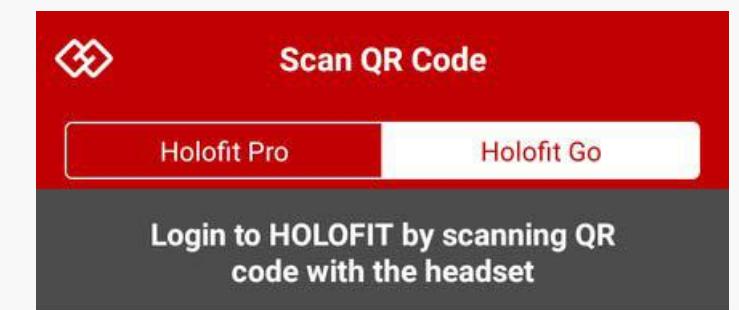 Scan QR Code
Holofit Pro
Holofit Go
Login to HOLOFIT by scanning QR
code with the headset